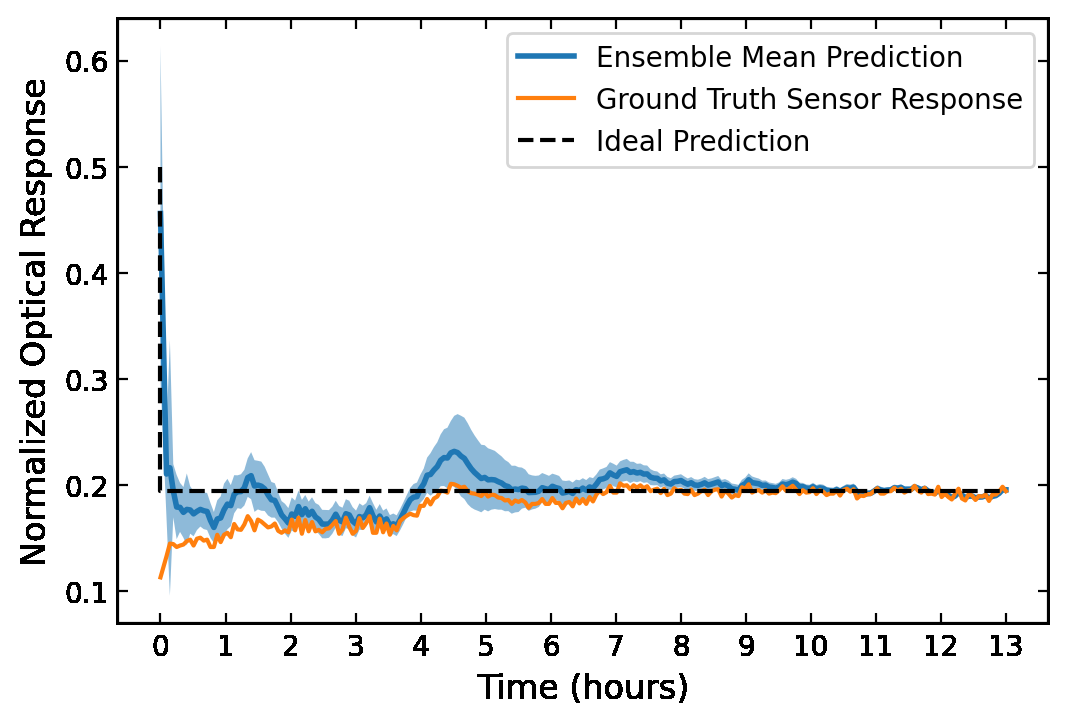 Normalized Optical Response
0.6
0.5
0.4
0.3
0.2
0.1
Ensemble Mean Prediction
Ground Truth Sensor Response
Ideal Prediction
0 1 2 3 4 5 6 7 8 9 10 11 12 13
Time (hours)